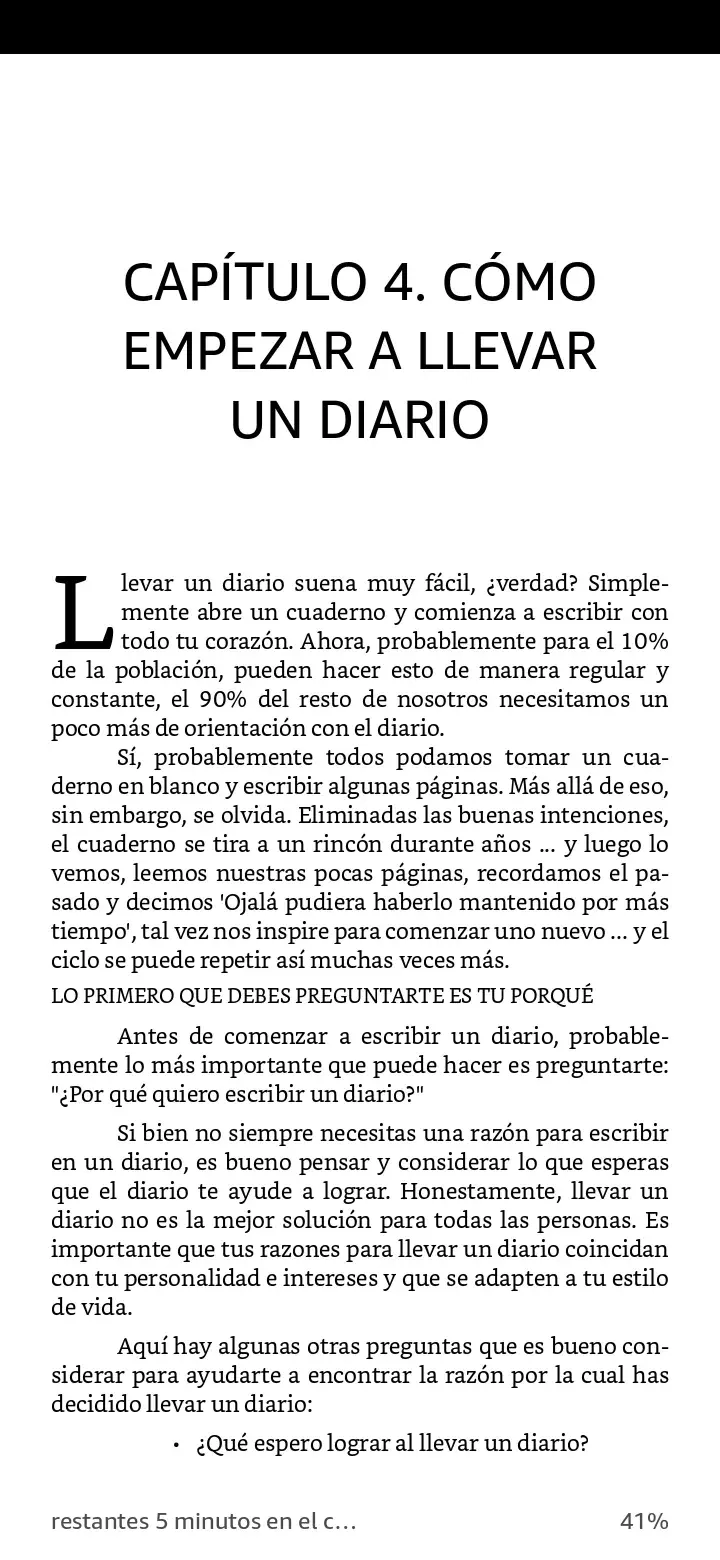 CAPÍTULO 4. CÓMO
EMPEZAR A LLEVAR
UN DIARIO
Llevar un diario suena muy fácil, ¿verdad? Simple-
mente abre un cuaderno y comienza a escribir con
todo tu corazón. Ahora, probablemente para el 10%
de la población, pueden hacer esto de manera regular y
constante, el 90% del resto de nosotros necesitamos un
poco más de orientación con el diario.
Sí, probablemente todos podamos tomar un cua-
derno en blanco y escribir algunas páginas. Más allá de eso,
sin embargo, se olvida. Eliminadas las buenas intenciones,
el cuaderno se tira a un rincón durante años ... y luego lo
vemos, leemos nuestras pocas páginas, recordamos el pa-
sado y decimos 'Ojalá pudiera haberlo mantenido por más
tiempo', tal vez nos inspire para comenzar uno nuevo ... y el
ciclo se puede repetir así muchas veces más.
LO PRIMERO QUE DEBES PREGUNTARTE ES TU PORQUÉ
Antes de comenzar a escribir un diario, probable-
mente lo más importante que puede hacer es preguntarte:
"¿Por qué quiero escribir un diario?"
Si bien no siempre necesitas una razón para escribir
en un diario, es bueno pensar y considerar lo que esperas
que el diario te ayude a lograr. Honestamente, llevar un
diario no es la mejor solución para todas las personas. Es
importante que tus razones para llevar un diario coincidan
con tu personalidad e intereses y que se adapten a tu estilo
de vida.
Aquí hay algunas otras preguntas que es bueno con-
siderar para ayudarte a encontrar la razón por la cual has
decidido llevar un diario:
• ¿Qué espero lograr al llevar un diario?
restantes 5 minutos en el c... 41%